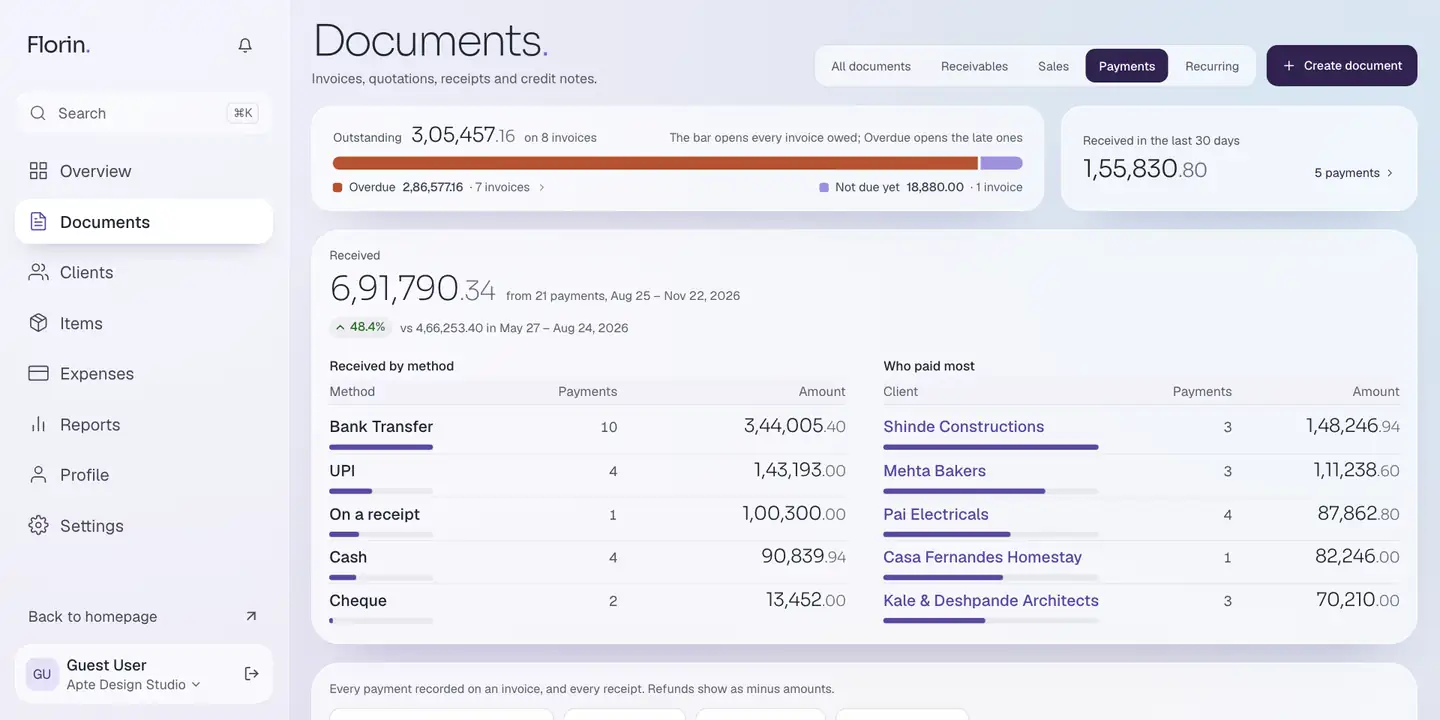 Florin.
Search ⌘K
Overview
Documents
Clients
Items
Expenses
Reports
Profile
Settings
Back to homepage
GU
Guest User
Apte Design Studio
Documents.
Invoices, quotations, receipts and credit notes.
All documents Receivables Sales Payments Recurring
+ Create document
Outstanding 3,05,457.16 on 8 invoices
The bar opens every invoice owed; Overdue opens the late ones
Overdue 2,86,577.16 · 7 invoices
Not due yet 18,880.00 · 1 invoice
Received in the last 30 days
1,55,830.80
5 payments
Received
6,91,790.34 from 21 payments, Aug 25 – Nov 22, 2026
48.4% vs 4,66,253.40 in May 27 – Aug 24, 2026
Received by method
Method Payments Amount
Bank Transfer 10 3,44,005.40
UPI 4 1,43,193.00
On a receipt 1 1,00,300.00
Cash 4 90,839.94
Cheque 2 13,452.00
Who paid most
Client Payments Amount
Shinde Constructions 3 1,48,246.94
Mehta Bakers 3 1,11,238.60
Pai Electricals 4 87,862.80
Casa Fernandes Homestay 1 82,246.00
Kale & Deshpande Architects 3 70,210.00
Every payment recorded on an invoice, and every receipt. Refunds show as minus amounts.